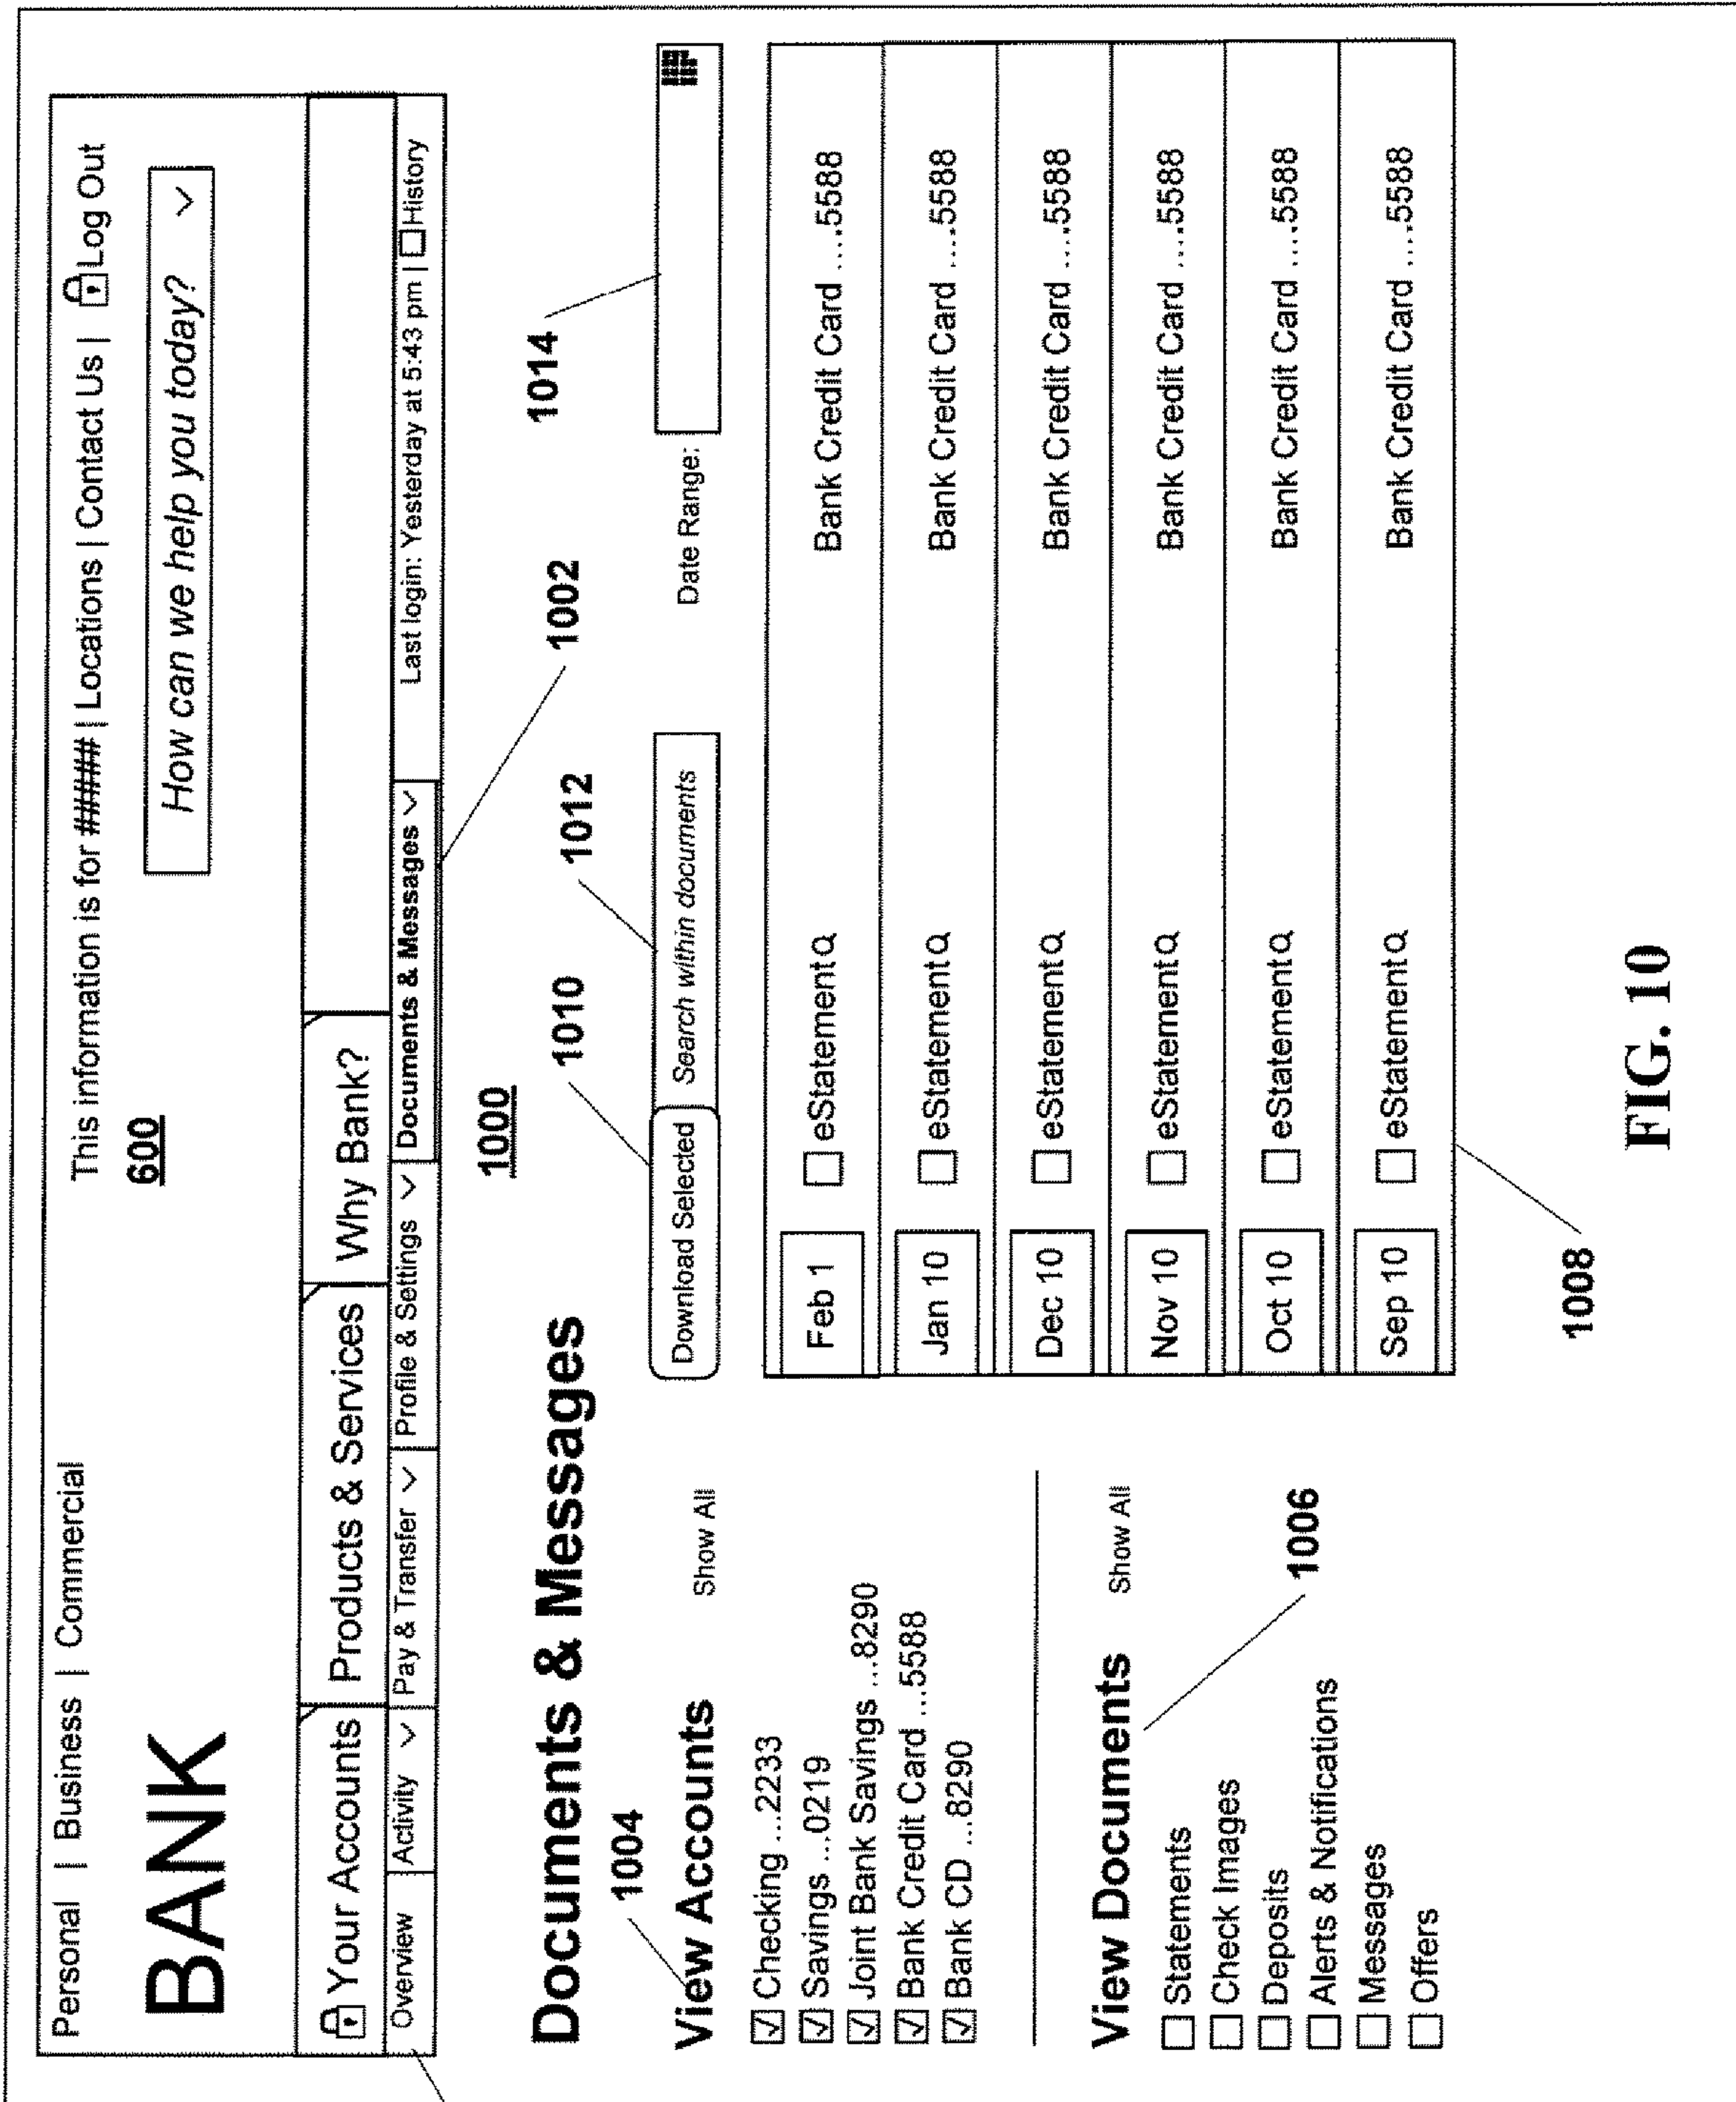 Personal | Business | Commercial
This information is for #### | Locations | Contact Us | Log Out
BANK
600
How can we help you today?
Your Accounts
Products & Services
Why Bank?
Overview
Activity
Pay & Transfer
Profile & Settings
Documents & Messages
Last login: Yesterday at 5:43 pm | History
1000
Documents & Messages
1010
1012
1002
1014
1004
View Accounts
Show All
Download Selected
Search within documents
Date Range:
Checking ...2233
Savings ...0219
Joint Bank Savings ...8290
Bank Credit Card ...5588
Bank CD ...8290
Feb 1 eStatement Bank Credit Card ....5588
Jan 10 eStatement Bank Credit Card ....5588
Dec 10 eStatement Bank Credit Card ....5588
Nov 10 eStatement Bank Credit Card ....5588
Oct 10 eStatement Bank Credit Card ....5588
Sep 10 eStatement Bank Credit Card ....5588
View Documents
Show All
1006
Statements
Check Images
Deposits
Alerts & Notifications
Messages
Offers
1008
FIG. 10